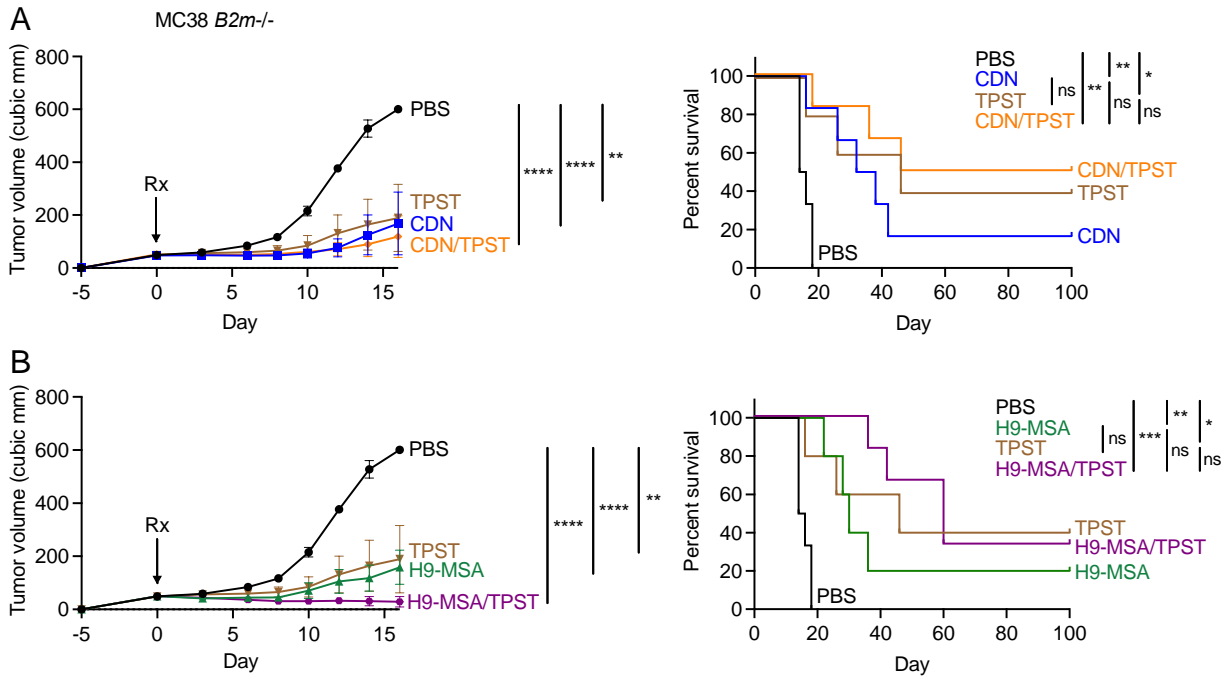 A
MC38 B2m-/-
Tumor volume (cubic mm)
800
600
400
200
0
Rx
PBS
TPST
CDN
CDN/TPST
****
****
**
-5
0
5
10
15
Day
Percent survival
100
80
60
40
20
0
PBS
CDN
TPST
CDN/TPST
ns
**
**
ns
*
ns
CDN/TPST
TPST
CDN
PBS
0
20
40
60
80
100
Day
B
Tumor volume (cubic mm)
800
600
400
200
0
Rx
PBS
TPST
H9-MSA
H9-MSA/TPST
****
****
**
-5
0
5
10
15
Day
Percent survival
100
80
60
40
20
0
PBS
H9-MSA
TPST
H9-MSA/TPST
ns
***
**
ns
*
ns
TPST
H9-MSA/TPST
H9-MSA
PBS
0
20
40
60
80
100
Day